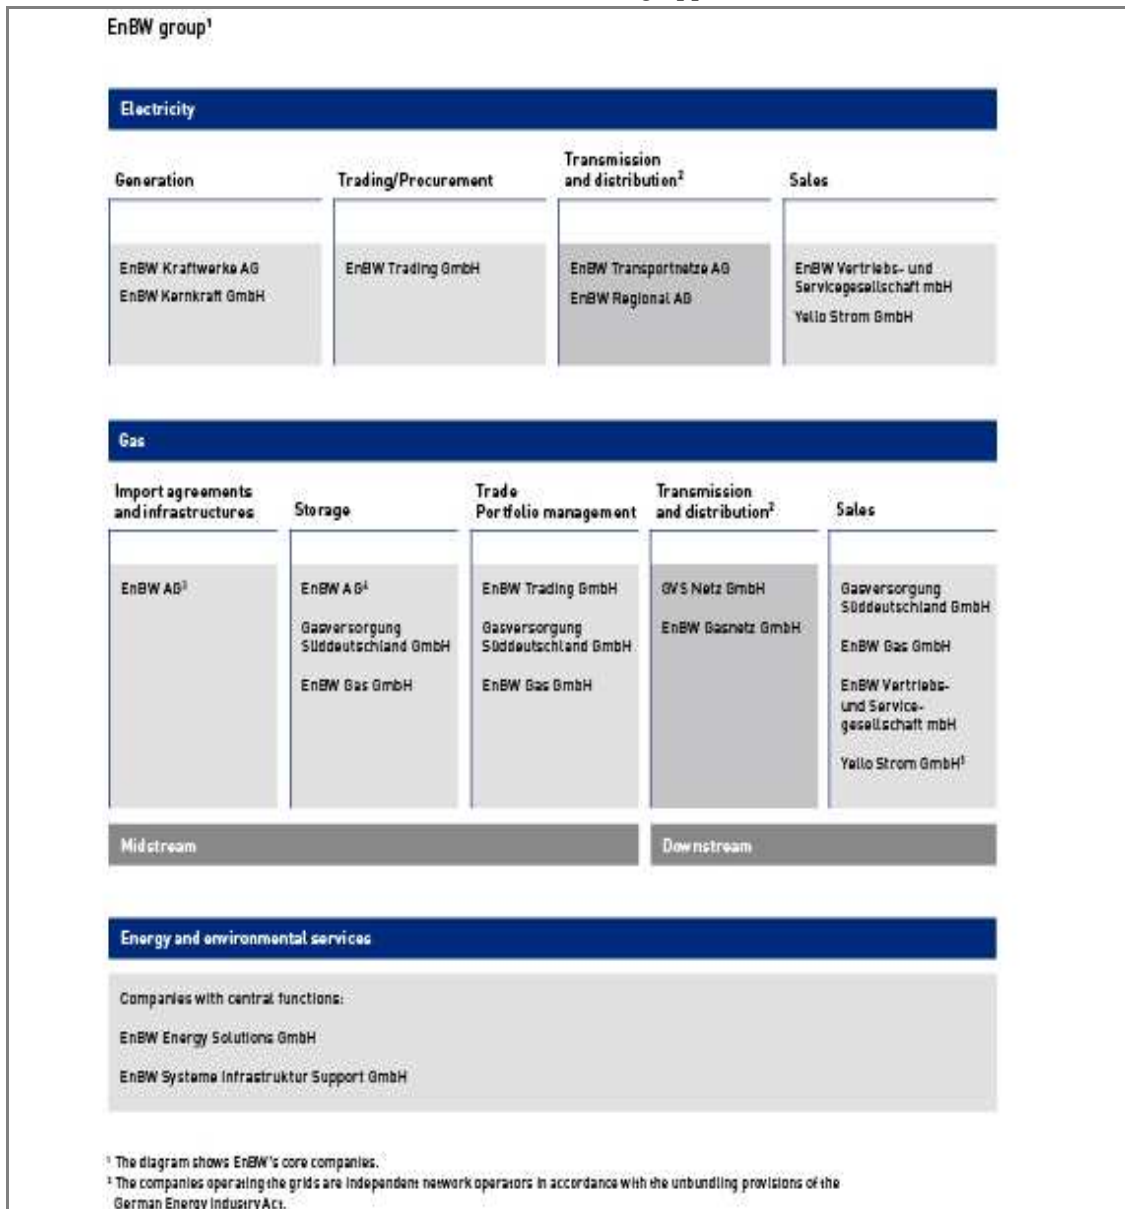 EnBW group¹
Electricity
Generation
Trading/Procurement
Transmission
and distribution²
Sales
EnBW Kraftwerke AG
EnBW Kernkraft GmbH
EnBW Trading GmbH
EnBW Transportnetze AG
EnBW Regional AG
EnBW Vertriebs- und
Servicegesellschaft mbH
Yello Strom GmbH
Gas
Import agreements
and infrastructures
Storage
Trade
Portfolio management
Transmission
and distribution²
Sales
EnBW AG³
EnBW AG⁴
Gasversorgung
Süddeutschland GmbH
EnBW Gas GmbH
EnBW Trading GmbH
Gasversorgung
Süddeutschland GmbH
EnBW Gas GmbH
GVS Netz GmbH
EnBW Gasnetz GmbH
Gasversorgung
Süddeutschland GmbH
EnBW Gas GmbH
EnBW Vertriebs-
und Service-
gesellschaft mbH
Yello Strom GmbH⁵
Midstream
Downstream
Energy and environmental services
Companies with central functions:
EnBW Energy Solutions GmbH
EnBW Systeme Infrastruktur Support GmbH
¹ The diagram shows EnBW's core companies.
² The companies operating the grids are independent network operators in accordance with the unbundling provisions of the
German Energy Industry Act.